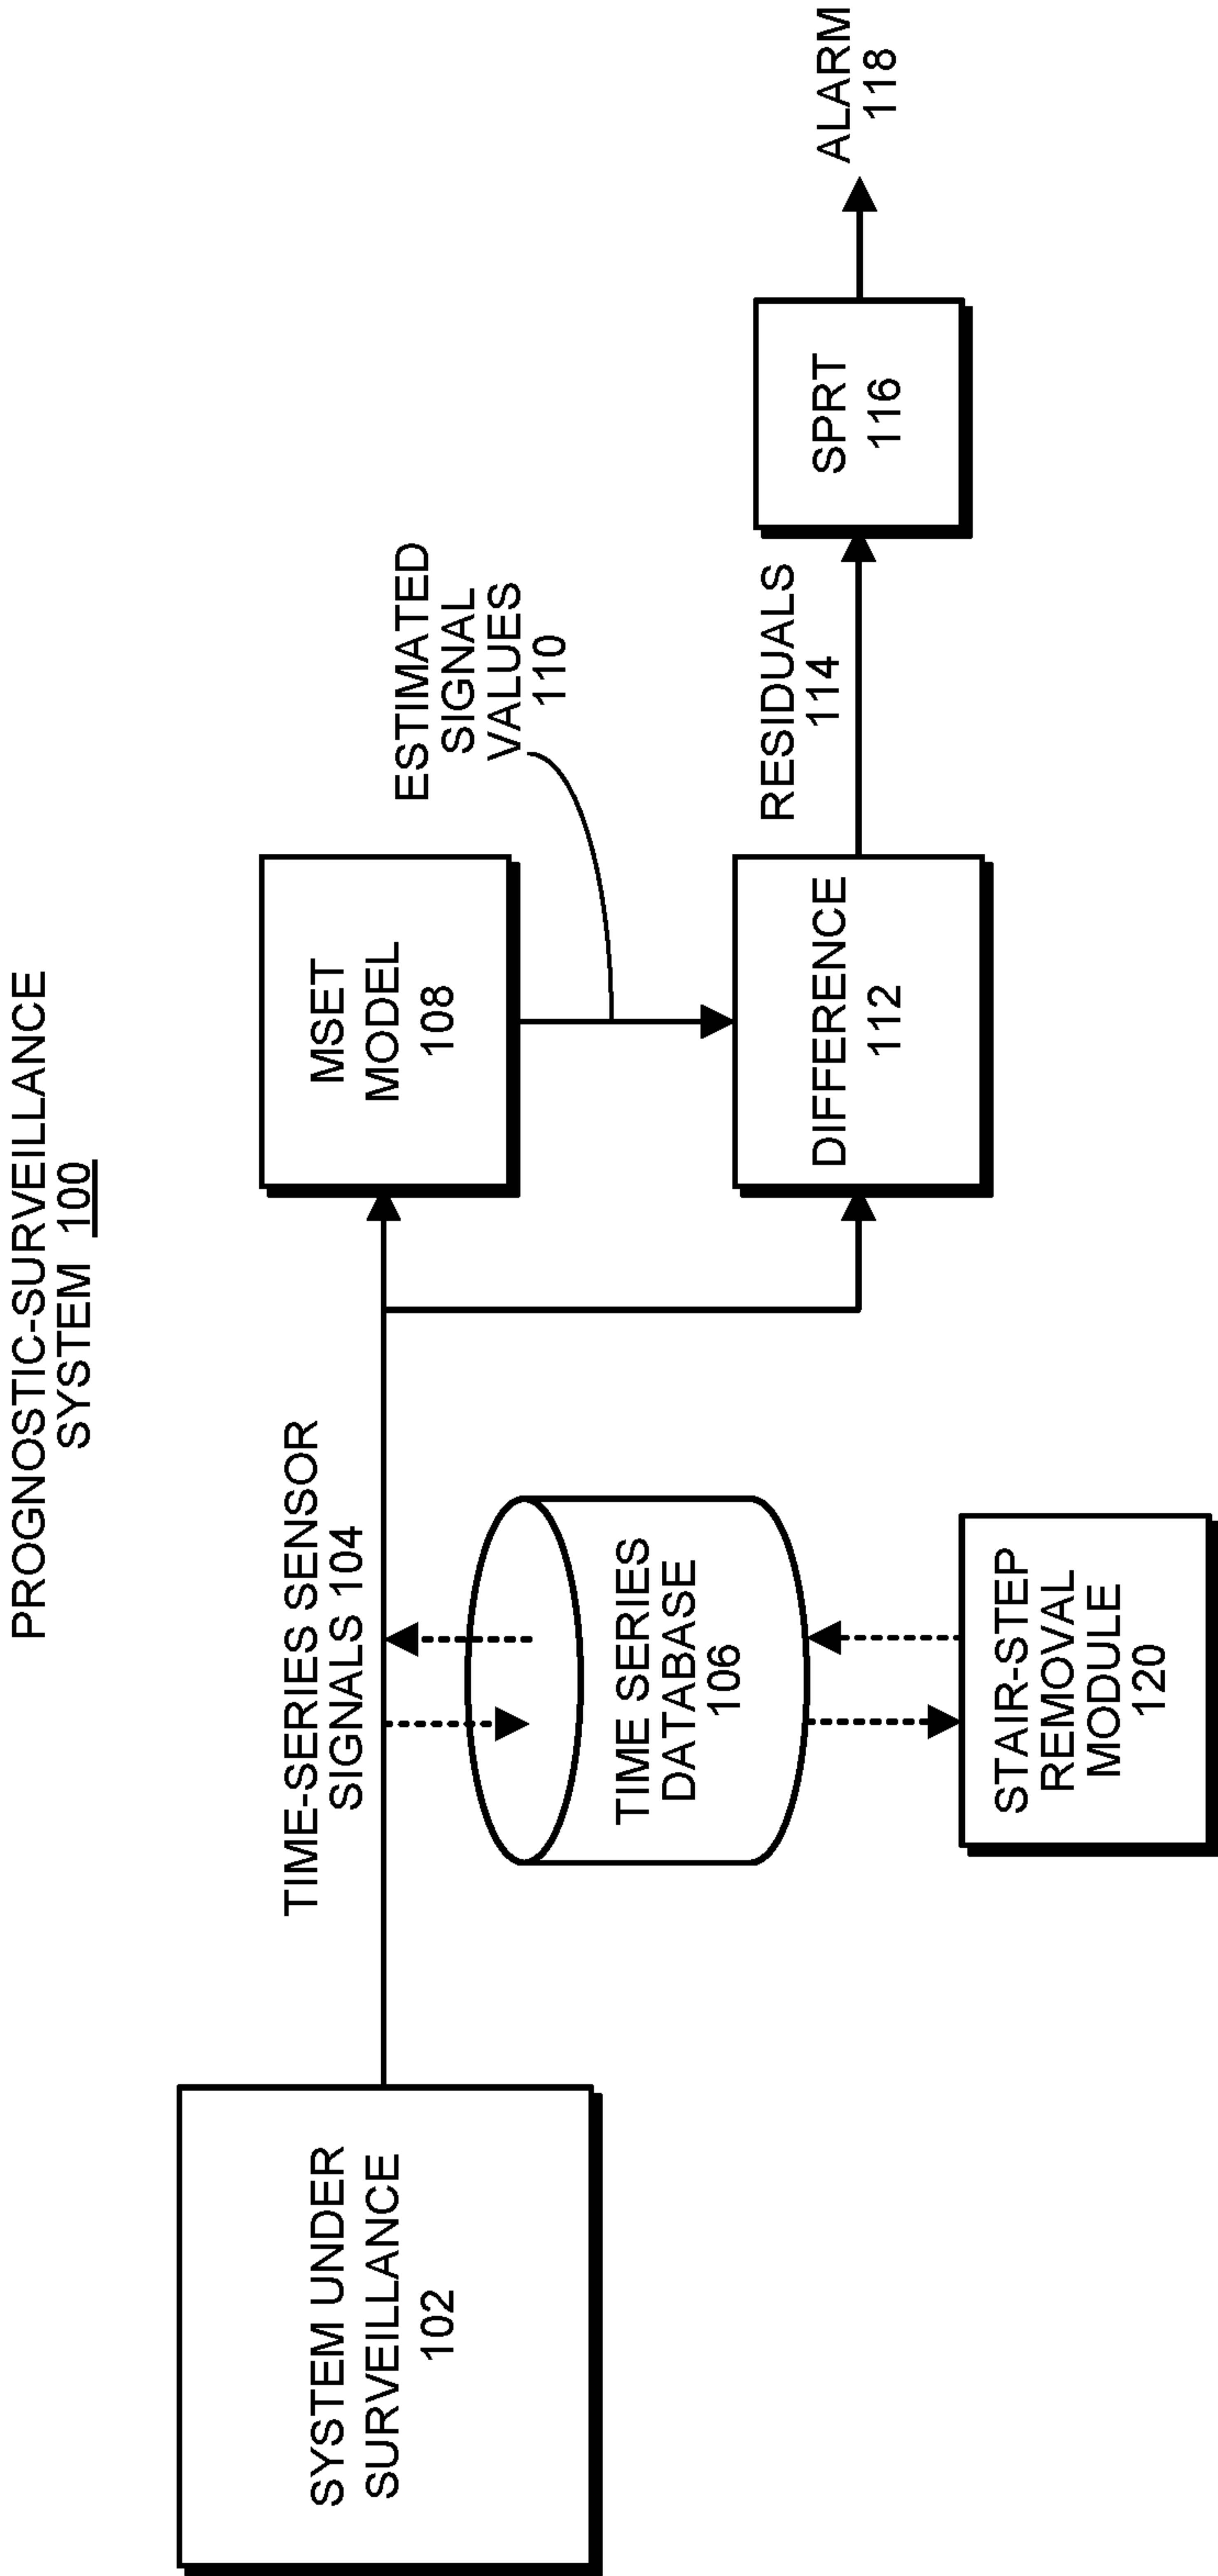 PROGNOSTIC-SURVEILLANCE
SYSTEM 100
SYSTEM UNDER
SURVEILLANCE
102
TIME-SERIES SENSOR
SIGNALS 104
TIME SERIES
DATABASE
106
STAIR-STEP
REMOVAL
MODULE
120
MSET
MODEL
108
ESTIMATED
SIGNAL
VALUES
110
DIFFERENCE
112
RESIDUALS
114
SPRT
116
ALARM
118